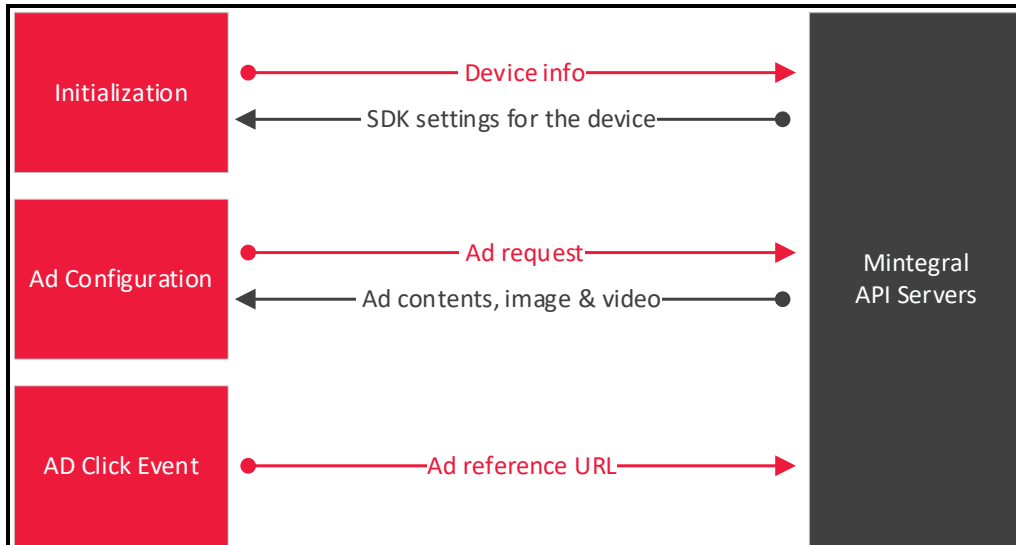 Initialization
Device info
SDK settings for the device
Ad Configuration
Ad request
Ad contents, image & video
Mintegral
API Servers
AD Click Event
Ad reference URL